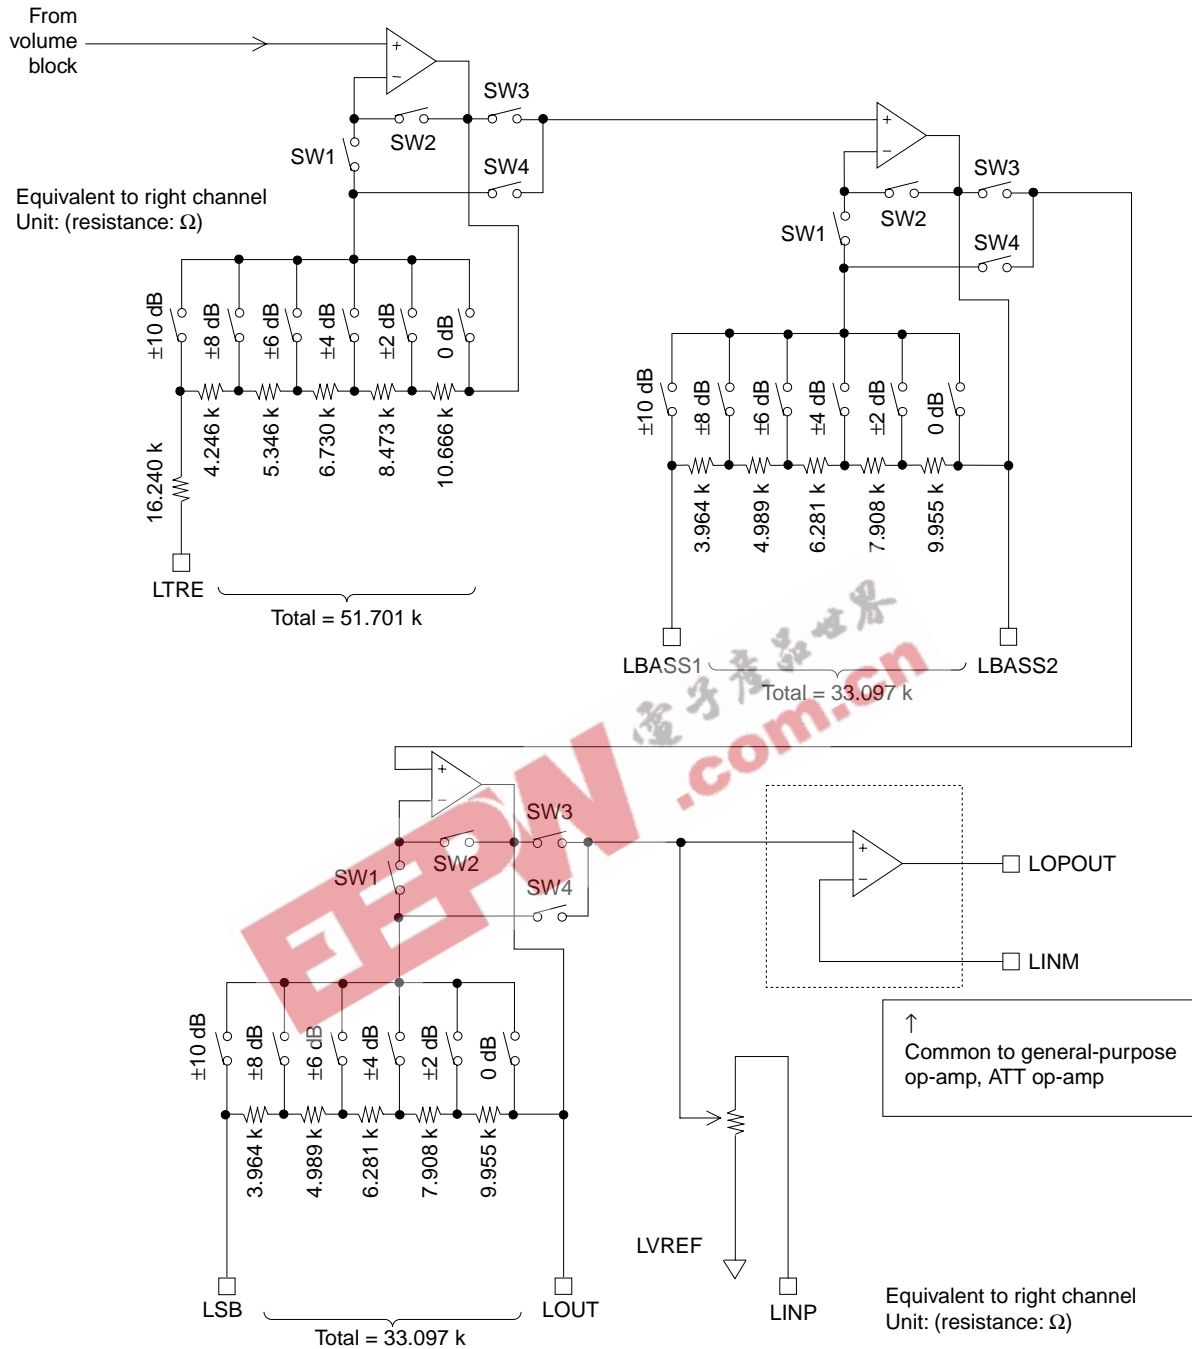 From
volume
block
+
−
SW3
SW2
SW1
SW4
Equivalent to right channel
Unit: (resistance: Ω)
±10 dB
±8 dB
±6 dB
±4 dB
±2 dB
0 dB
4.246 k
5.346 k
6.730 k
8.473 k
10.666 k
16.240 k
LTRE
Total = 51.701 k
+
−
SW3
SW2
SW1
SW4
±10 dB
±8 dB
±6 dB
±4 dB
±2 dB
0 dB
3.964 k
4.989 k
6.281 k
7.908 k
9.955 k
LBASS1
LBASS2
Total = 33.097 k
電子產品世界
EEPW.com.cn
+
−
SW3
SW2
SW1
SW4
±10 dB
±8 dB
±6 dB
±4 dB
±2 dB
0 dB
3.964 k
4.989 k
6.281 k
7.908 k
9.955 k
LSB
LOUT
Total = 33.097 k
+
−
LOPOUT
LINM
↑
Common to general-purpose
op-amp, ATT op-amp
LVREF
LINP
Equivalent to right channel
Unit: (resistance: Ω)